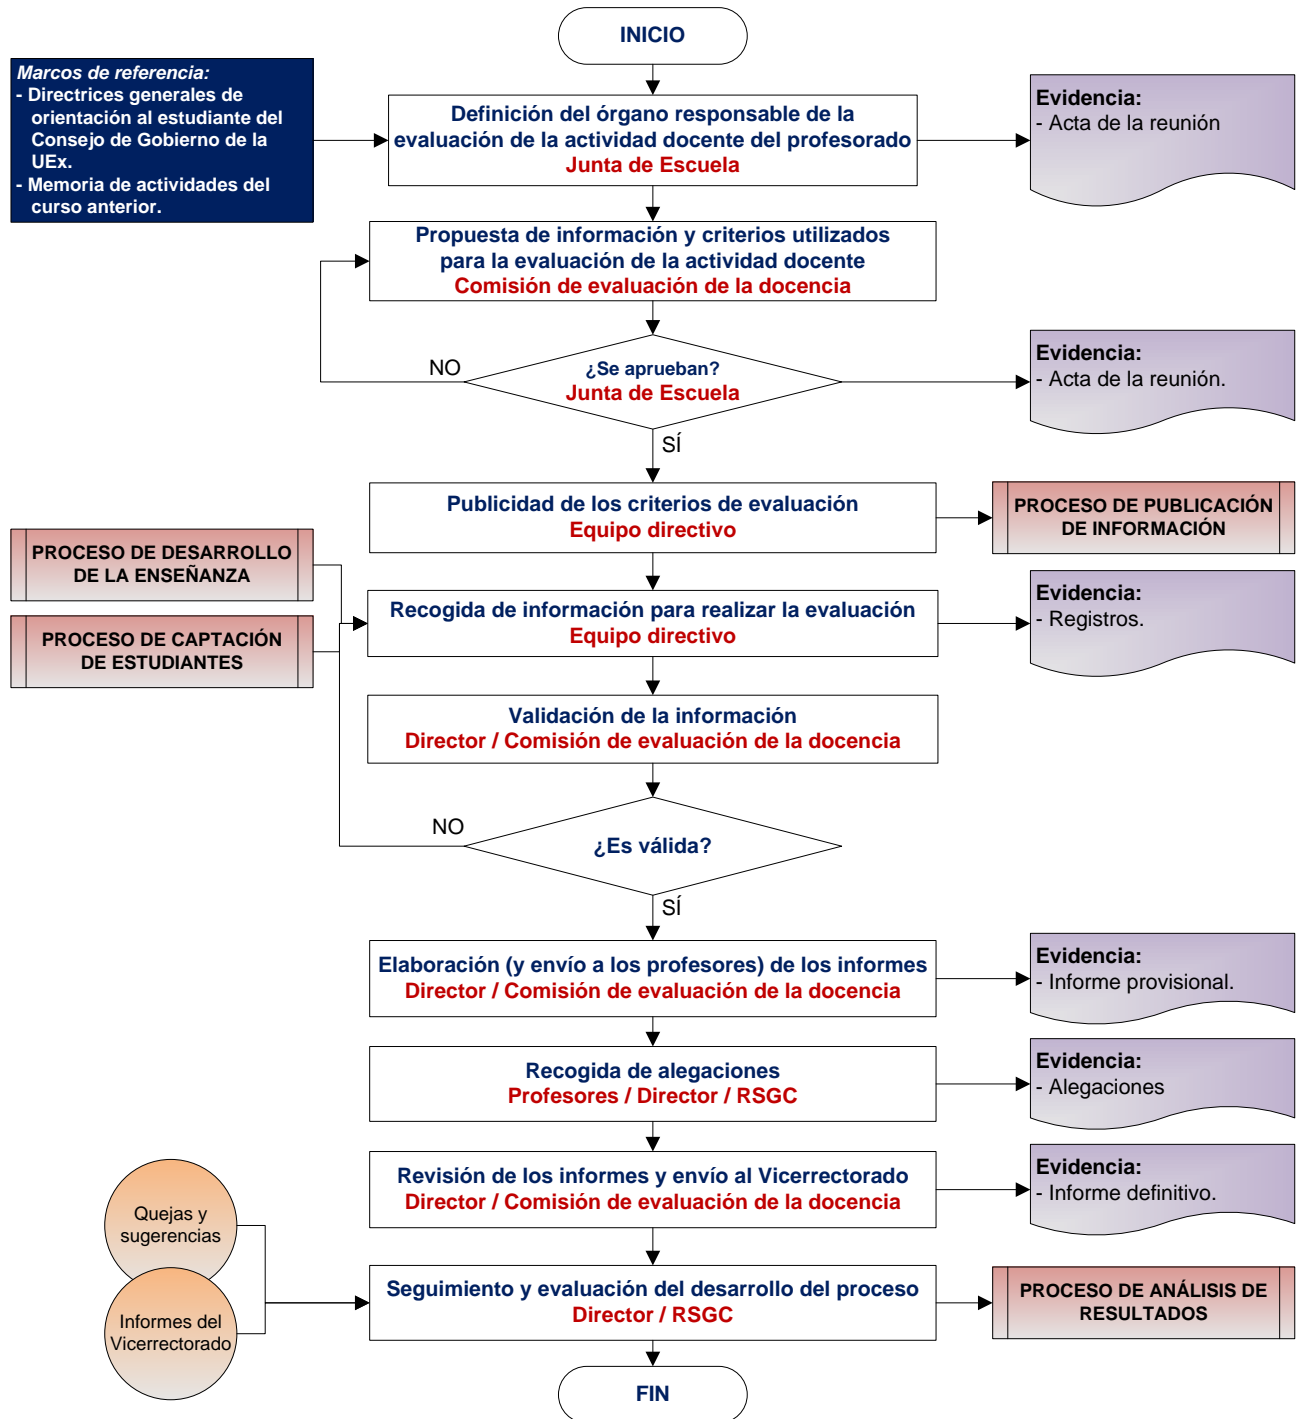 INICIO
Marcos de referencia:
- Directrices generales de
orientación al estudiante del
Consejo de Gobierno de la
UEx.
- Memoria de actividades del
curso anterior.
Definición del órgano responsable de la
evaluación de la actividad docente del profesorado
Junta de Escuela
Evidencia:
- Acta de la reunión
Propuesta de información y criterios utilizados
para la evaluación de la actividad docente
Comisión de evaluación de la docencia
NO
¿Se aprueban?
Junta de Escuela
Evidencia:
- Acta de la reunión.
SÍ
Publicidad de los criterios de evaluación
Equipo directivo
PROCESO DE PUBLICACIÓN
DE INFORMACIÓN
PROCESO DE DESARROLLO
DE LA ENSEÑANZA
Recogida de información para realizar la evaluación
Equipo directivo
Evidencia:
- Registros.
PROCESO DE CAPTACIÓN
DE ESTUDIANTES
Validación de la información
Director / Comisión de evaluación de la docencia
NO
¿Es válida?
SÍ
Elaboración (y envío a los profesores) de los informes
Director / Comisión de evaluación de la docencia
Evidencia:
- Informe provisional.
Recogida de alegaciones
Profesores / Director / RSGC
Evidencia:
- Alegaciones
Revisión de los informes y envío al Vicerrectorado
Director / Comisión de evaluación de la docencia
Evidencia:
- Informe definitivo.
Quejas y
sugerencias
Informes del
Vicerrectorado
Seguimiento y evaluación del desarrollo del proceso
Director / RSGC
PROCESO DE ANÁLISIS DE
RESULTADOS
FIN